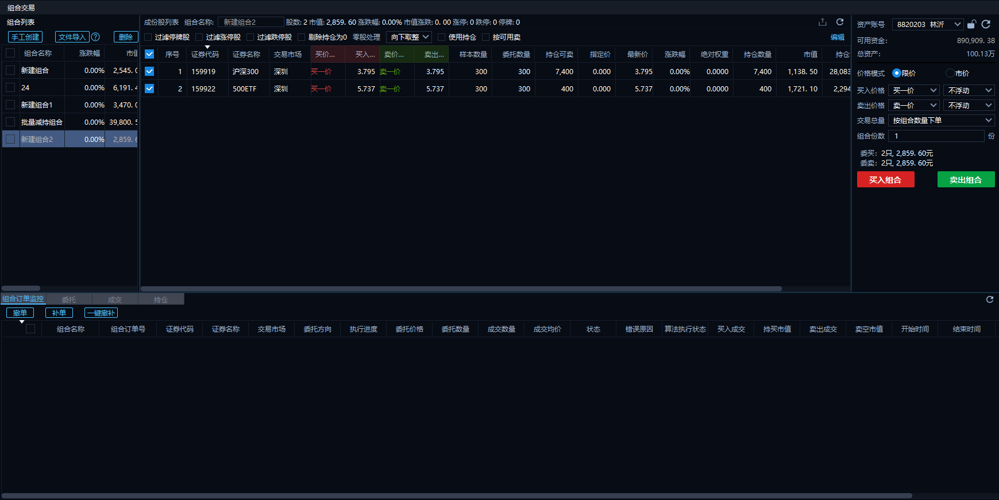 组合交易
组合列表
手工创建 文件导入 ? 删除
组合名称 涨跌幅 市值
新建组合 0.00% 2,545. 0
24 0.00% 6,191. 4
新建组合1 0.00% 3,470. 0
批量减持组合 0.00% 39,800. 5
新建组合2 0.00% 2,859. 6
成份股列表 组合名称: 新建组合2 股数: 2 市值: 2,859. 60 涨跌幅: 0.00% 市值涨跌: 0. 00 涨停: 0 跌停: 0 停牌: 0
过滤停牌股 过滤涨停股 过滤跌停股 剔除持仓为0 零股处理 向下取整 使用持仓 按可用卖 编辑
序号 证券代码 证券名称 交易市场 买价... 买入... 卖价... 卖出... 样本数量 委托数量 持仓可卖 指定价 最新价 涨跌幅 绝对权重 持仓数量 市值 持仓
1 159919 沪深300 深圳 买一价 3.795 卖一价 3.795 300 300 7,400 0.000 3.795 0.00% 0.0000 7,400 1,138. 50 28,083
2 159922 500ETF 深圳 买一价 5.737 卖一价 5.737 300 300 400 0.000 5.737 0.00% 0.0000 400 1,721. 10 2,294
资产账号 8820203 林沂
可用资金: 890,909. 38
总资产: 100.13万
价格模式 限价 市价
买入价格 买一价 不浮动
卖出价格 卖一价 不浮动
交易总量 按组合数量下单
组合份数 1 份
委买: 2只, 2,859. 60元
委卖: 2只, 2,859. 60元
买入组合 卖出组合
组合订单监控 委托 成交 持仓
撤单 补单 一键撤补
组合名称 组合订单号 证券代码 证券名称 交易市场 委托方向 执行进度 委托价格 委托数量 成交数量 成交均价 状态 错误原因 算法执行状态 买入成交 持买市值 卖出成交 卖空市值 开始时间 结束时间